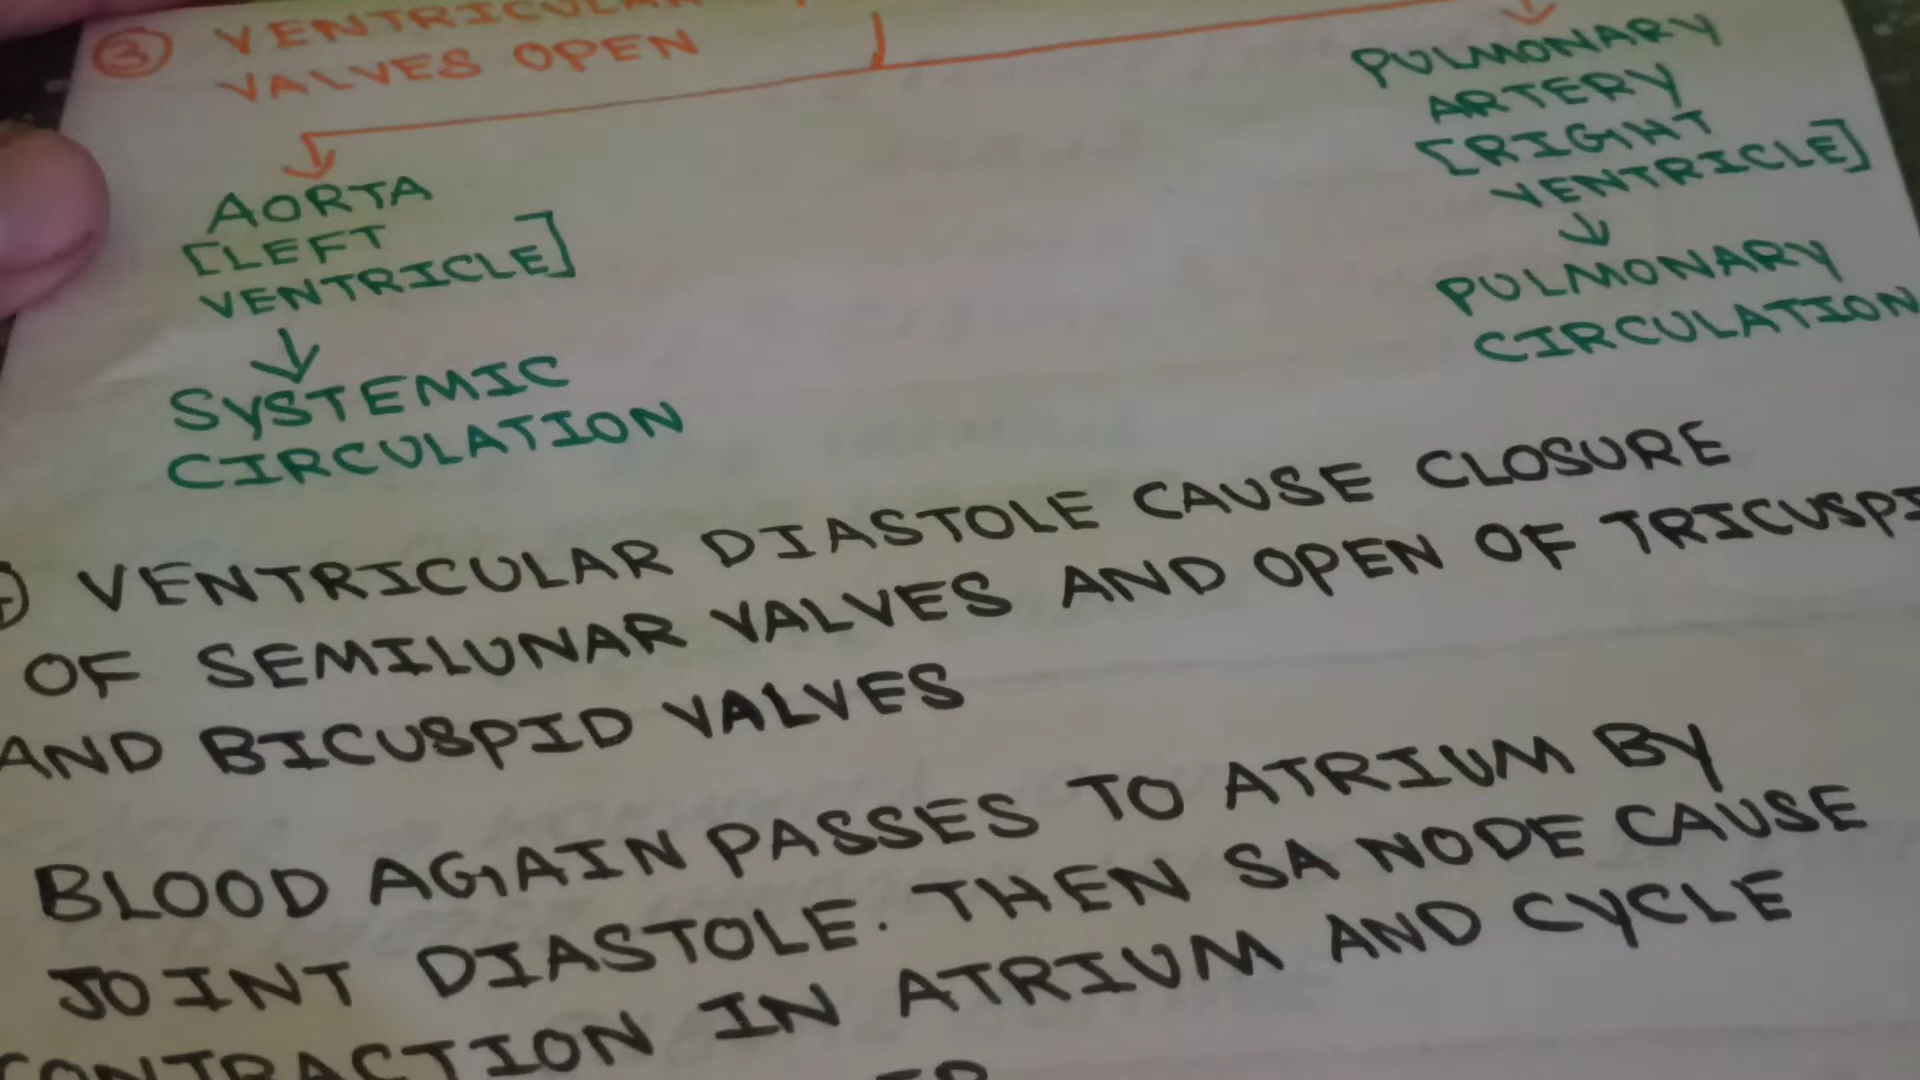 ③ VENTRICULAR
VALVES OPEN
AORTA
[LEFT
VENTRICLE]
↓
SYSTEMIC
CIRCULATION
PULMONARY
ARTERY
[RIGHT
VENTRICLE]
↓
PULMONARY
CIRCULATION
VENTRICULAR DIASTOLE CAUSE CLOSURE
OF SEMILUNAR VALVES AND OPEN OF TRICUSPI
AND BICUSPID VALVES
BLOOD AGAIN PASSES TO ATRIUM BY
JOINT DIASTOLE. THEN SA NODE CAUSE
CONTRACTION IN ATRIUM AND CYCLE